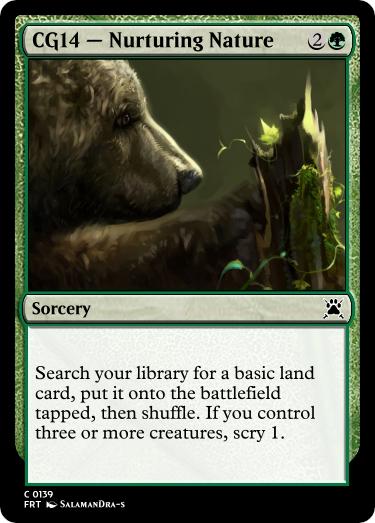 CG14 — Nurturing Nature 2
Sorcery
Search your library for a basic land
card, put it onto the battlefield
tapped, then shuffle. If you control
three or more creatures, scry 1.
C 0139
FRT SALAMANDRA-S